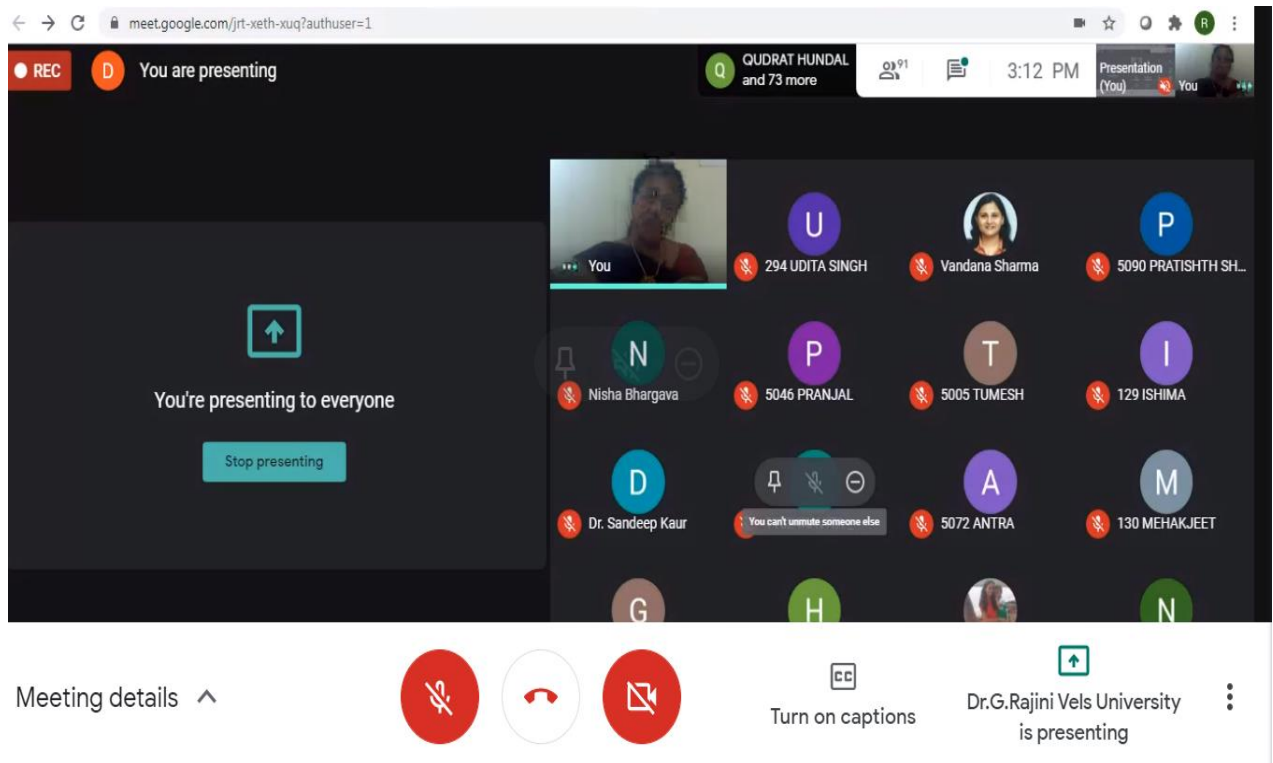 meet.google.com/jrt-xeth-xuq?authuser=1
R
REC
D
You are presenting
Q
QUDRAT HUNDAL
and 73 more
91
3:12 PM
Presentation
(You)
You
You
U
294 UDITA SINGH
Vandana Sharma
P
5090 PRATISHTH SH...
N
Nisha Bhargava
P
5046 PRANJAL
T
5005 TUMESH
I
129 ISHIMA
You're presenting to everyone
Stop presenting
D
Dr. Sandeep Kaur
You can't unmute someone else
A
5072 ANTRA
M
130 MEHAKJEET
G
H
N
Meeting details
CC
Turn on captions
Dr.G.Rajini Vels University
is presenting